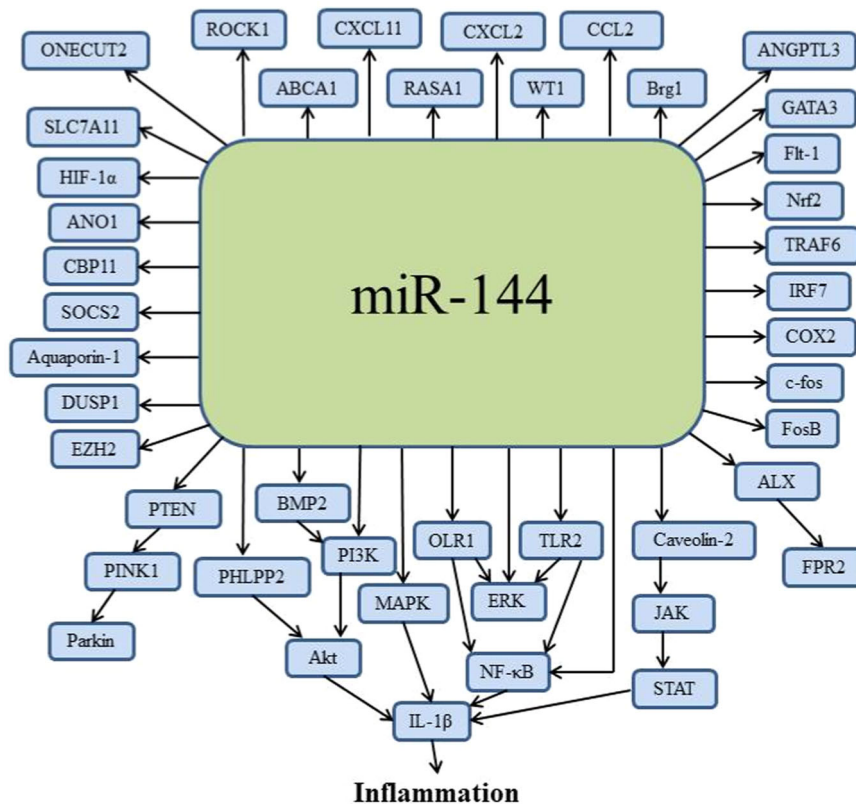 ONECUT2
ROCK1
CXCL11
CXCL2
CCL2
ANGPTL3
ABCA1
RASA1
WT1
Brg1
SLC7A11
HIF-1α
ANO1
CBP11
SOCS2
Aquaporin-1
DUSP1
EZH2
miR-144
GATA3
Flt-1
Nrf2
TRAF6
IRF7
COX2
c-fos
FosB
PTEN
PINK1
Parkin
PHLPP2
BMP2
PI3K
Akt
MAPK
OLR1
TLR2
ERK
NF-κB
IL-1β
Caveolin-2
JAK
STAT
ALX
FPR2
Inflammation